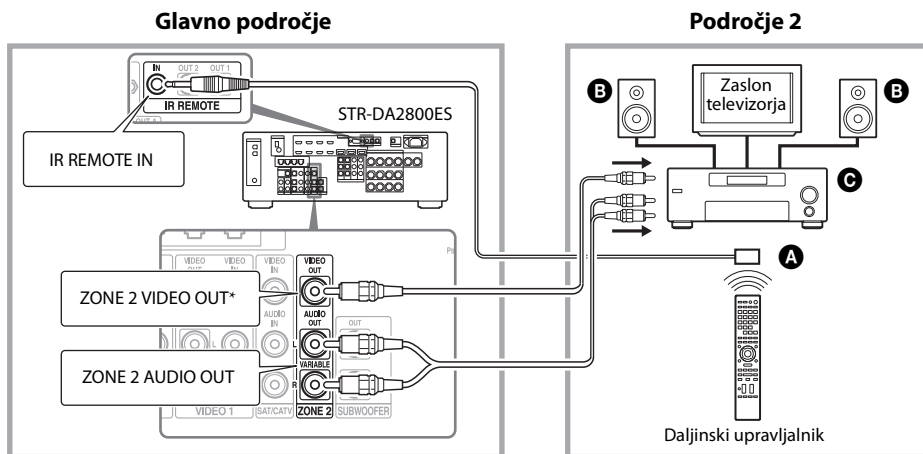 Glavno področje
Področje 2
IN OUT 2 OUT 1
IR REMOTE
IR REMOTE IN
STR-DA2800ES
B
Zaslon
televizorja
B
C
A
VIDEO OUT
VIDEO IN
VIDEO IN
VIDEO OUT
ZONE 2 VIDEO OUT*
AUDIO IN
AUDIO OUT
OUT
L
L
ZONE 2 AUDIO OUT
VARIABLE
R
VIDEO 1
SAT/CATV
ZONE 2
SUBWOOFER
Daljinski upravljalnik